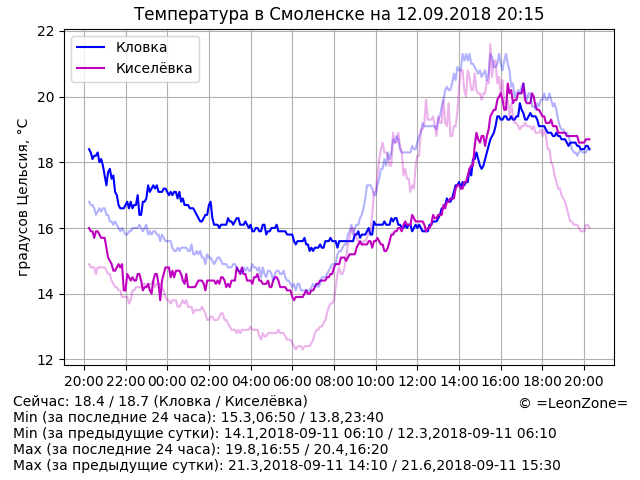 Температура в Смоленске на 12.09.2018 20:15
Кловка
Киселёвка
градусов Цельсия, °C
22
20
18
16
14
12
20:00 22:00 00:00 02:00 04:00 06:00 08:00 10:00 12:00 14:00 16:00 18:00 20:00
Сейчас: 18.4 / 18.7 (Кловка / Киселёвка)
© =LeonZone=
Min (за последние 24 часа): 15.3,06:50 / 13.8,23:40
Min (за предыдущие сутки): 14.1,2018-09-11 06:10 / 12.3,2018-09-11 06:10
Max (за последние 24 часа): 19.8,16:55 / 20.4,16:20
Max (за предыдущие сутки): 21.3,2018-09-11 14:10 / 21.6,2018-09-11 15:30